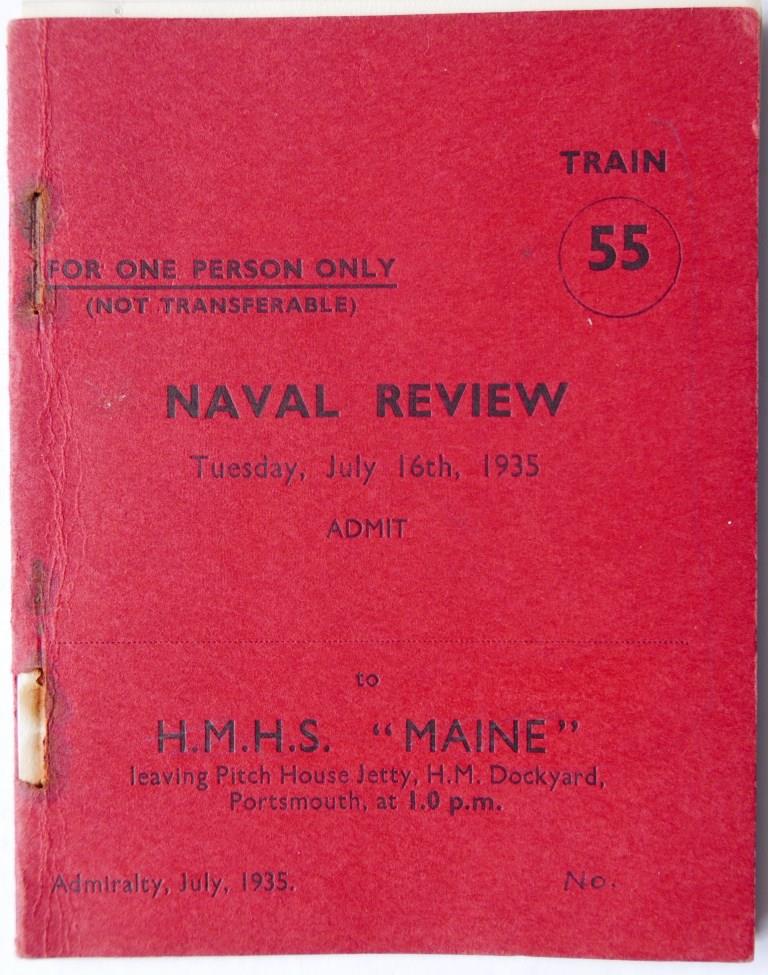 TRAIN
55
FOR ONE PERSON ONLY
(NOT TRANSFERABLE)
NAVAL REVIEW
Tuesday, July 16th, 1935
ADMIT
to
H.M.H.S. “MAINE”
leaving Pitch House Jetty, H.M. Dockyard,
Portsmouth, at 1.0 p.m.
Admiralty, July, 1935.
No.